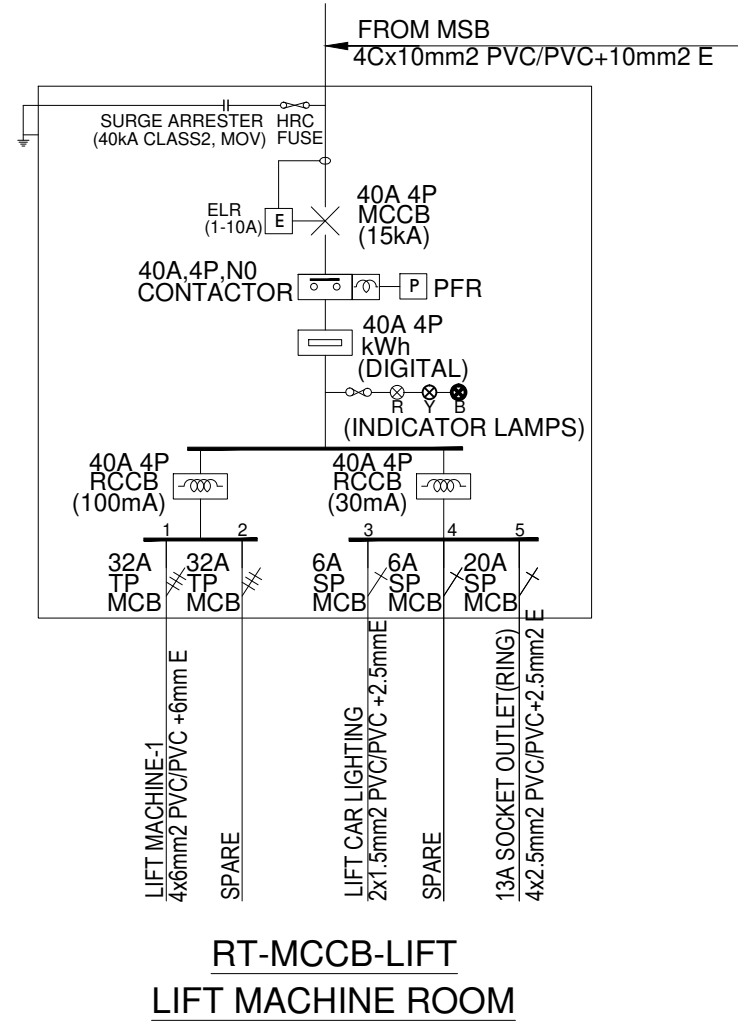 FROM MSB
4Cx10mm2 PVC/PVC+10mm2 E
SURGE ARRESTER
(40kA CLASS2, MOV)
HRC
FUSE
ELR
(1-10A)
E
40A 4P
MCCB
(15kA)
40A,4P,N0
CONTACTOR
P
PFR
40A 4P
kWh
(DIGITAL)
R Y B
(INDICATOR LAMPS)
40A 4P
RCCB
(100mA)
40A 4P
RCCB
(30mA)
1 2 3 4 5
32A
TP
MCB
32A
TP
MCB
6A
SP
MCB
6A
SP
MCB
20A
SP
MCB
LIFT MACHINE-1
4x6mm2 PVC/PVC +6mm E
SPARE
LIFT CAR LIGHTING
2x1.5mm2 PVC/PVC +2.5mmE
SPARE
13A SOCKET OUTLET(RING)
4x2.5mm2 PVC/PVC+2.5mm2 E
RT-MCCB-LIFT
LIFT MACHINE ROOM